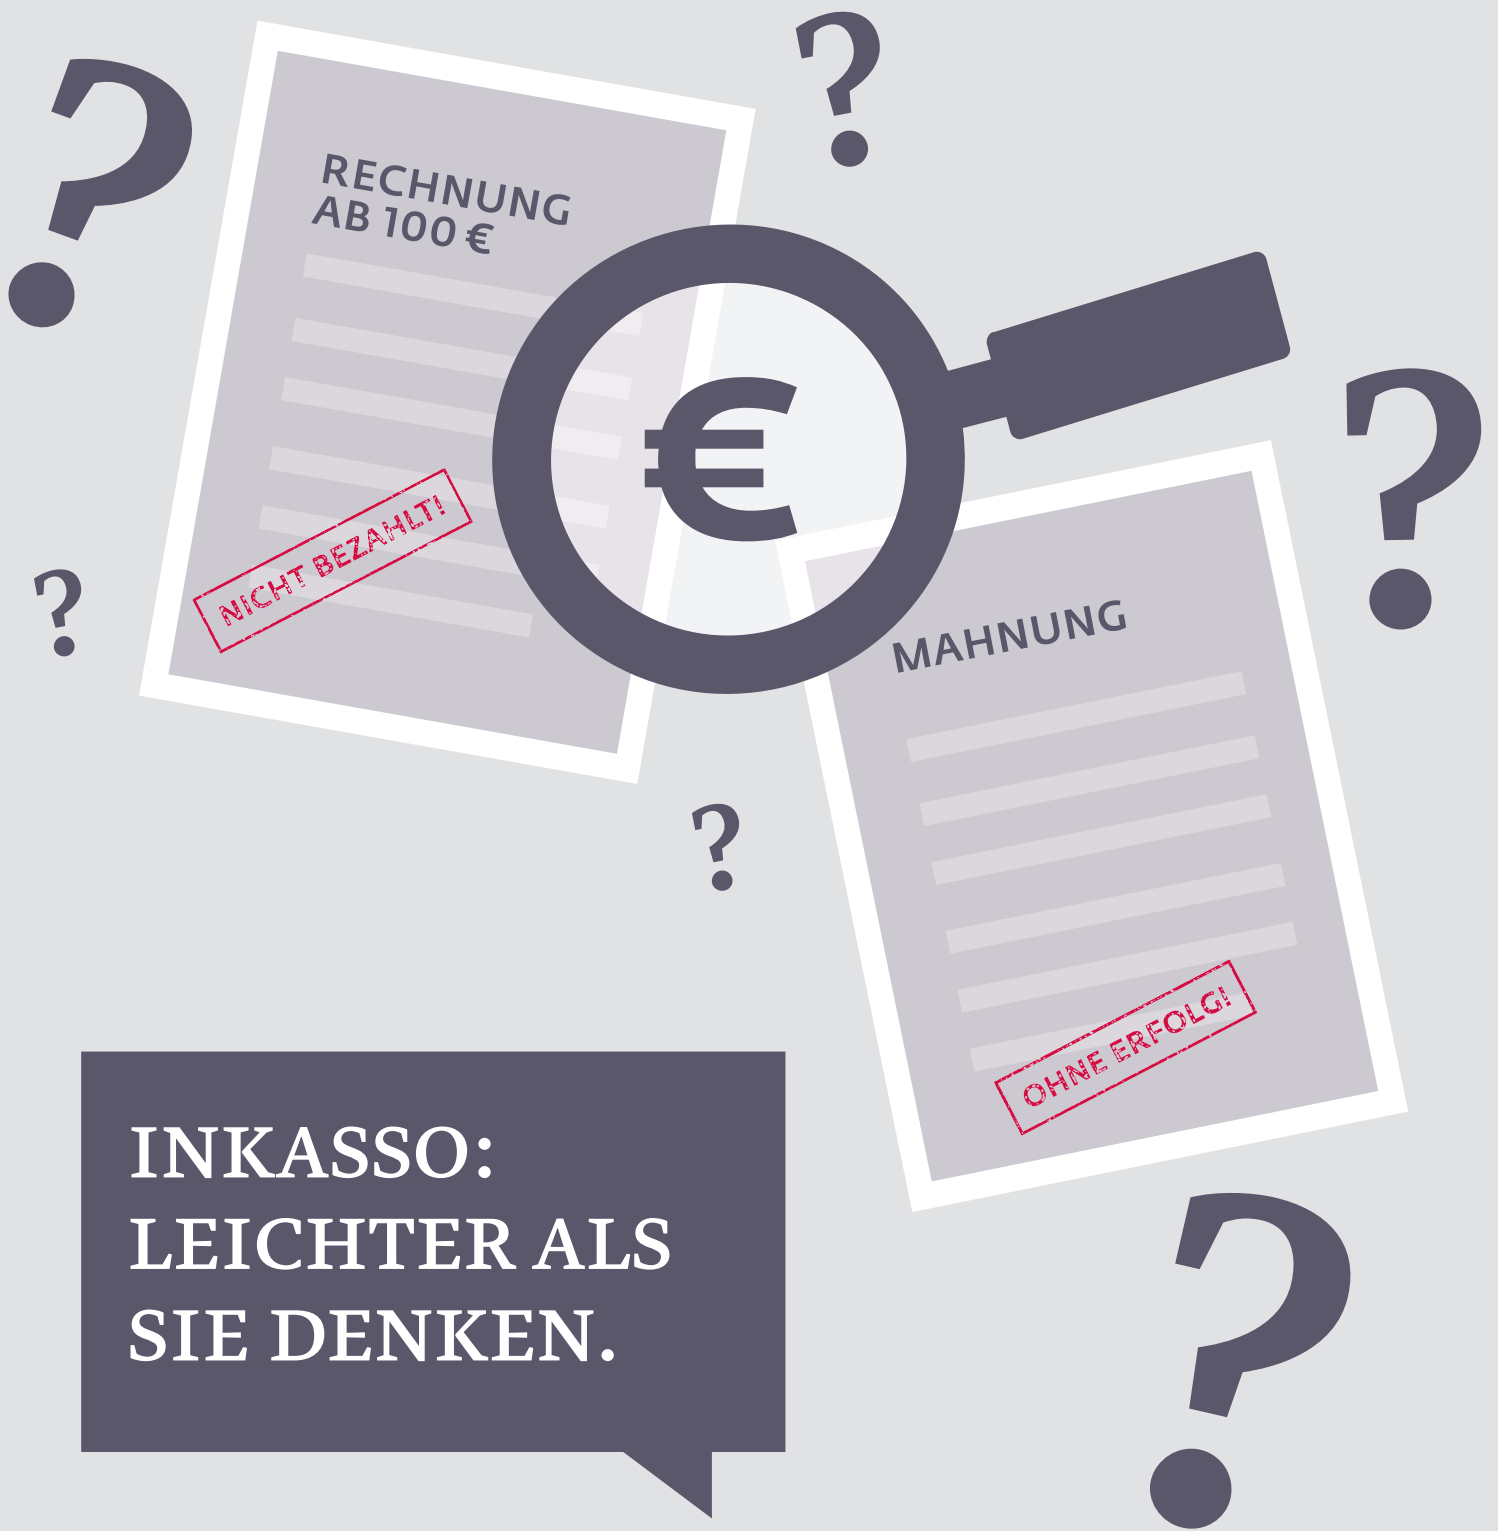 ?
?
RECHNUNG
AB 100 €
€
?
NICHT BEZAHLT!
?
MAHNUNG
?
OHNE ERFOLG!
INKASSO:
LEICHTER ALS
SIE DENKEN.
?